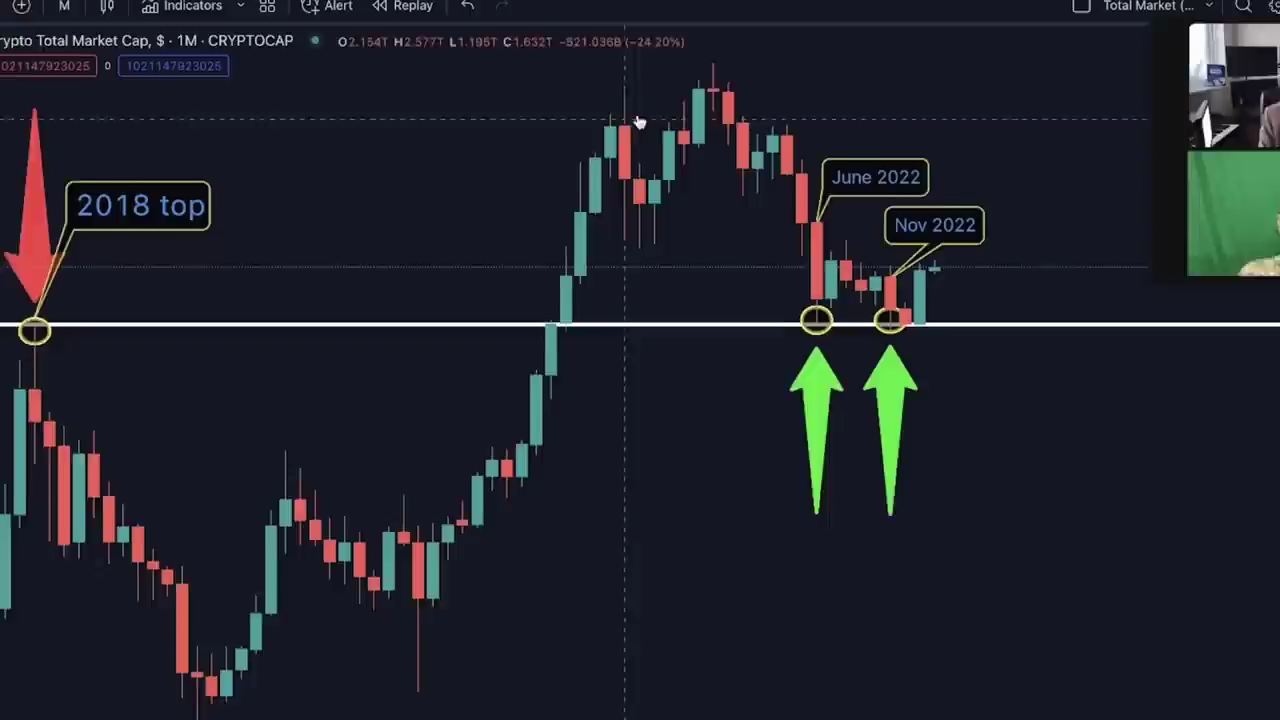 M Indicators Alert Replay Total Market (...
rypto Total Market Cap, $ · 1M · CRYPTOCAP O2.154T H2.577T L1.195T C1.632T −521.036B (−24.20%)
021147923025 0 1021147923025
2018 top
June 2022
Nov 2022